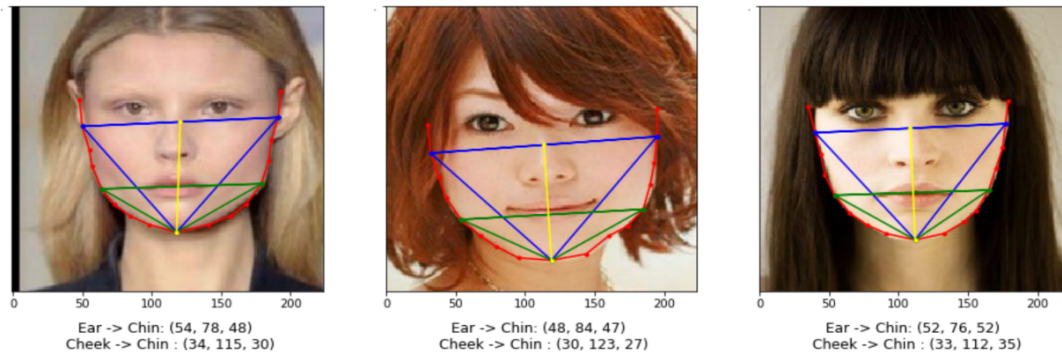 0 50 100 150 200
0 50 100 150 200
0 50 100 150 200
Ear -> Chin: (54, 78, 48)
Cheek -> Chin : (34, 115, 30)
Ear -> Chin: (48, 84, 47)
Cheek -> Chin : (30, 123, 27)
Ear -> Chin: (52, 76, 52)
Cheek -> Chin : (33, 112, 35)